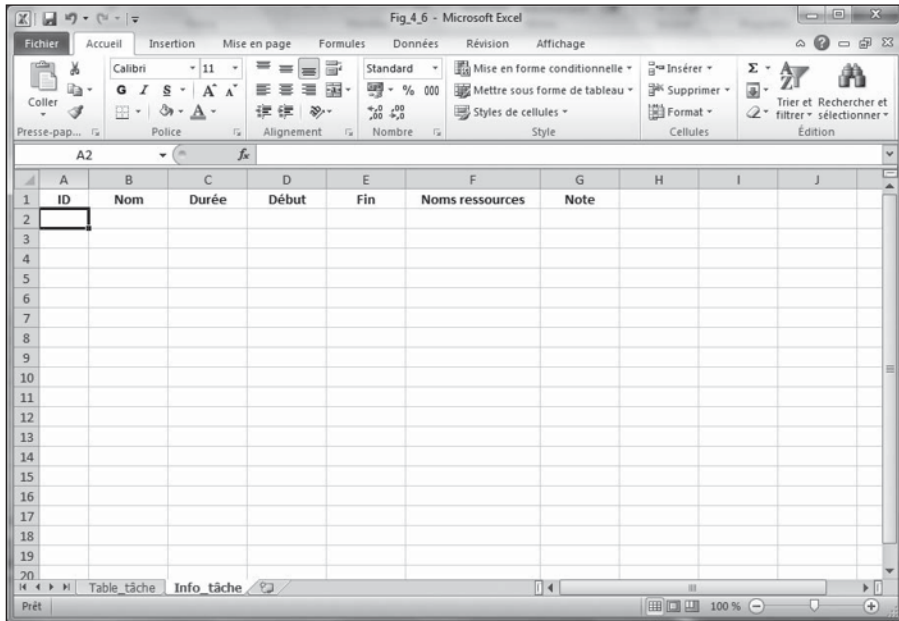 Fig_4_6 - Microsoft Excel
Fichier Accueil Insertion Mise en page Formules Données Révision Affichage
Calibri 11 Standard Mise en forme conditionnelle Insérer Σ
G I S A A % 000 Mettre sous forme de tableau Supprimer
Coller A ,00 Styles de cellules Format Trier et filtrer Rechercher et sélectionner
Presse-pap... Police Alignement Nombre Style Cellules Édition
A2 fx
A B C D E F G H I J
1 ID Nom Durée Début Fin Noms ressources Note
2
3
4
5
6
7
8
9
10
11
12
13
14
15
16
17
18
19
20
Table_tâche Info_tâche
Prêt 100 %